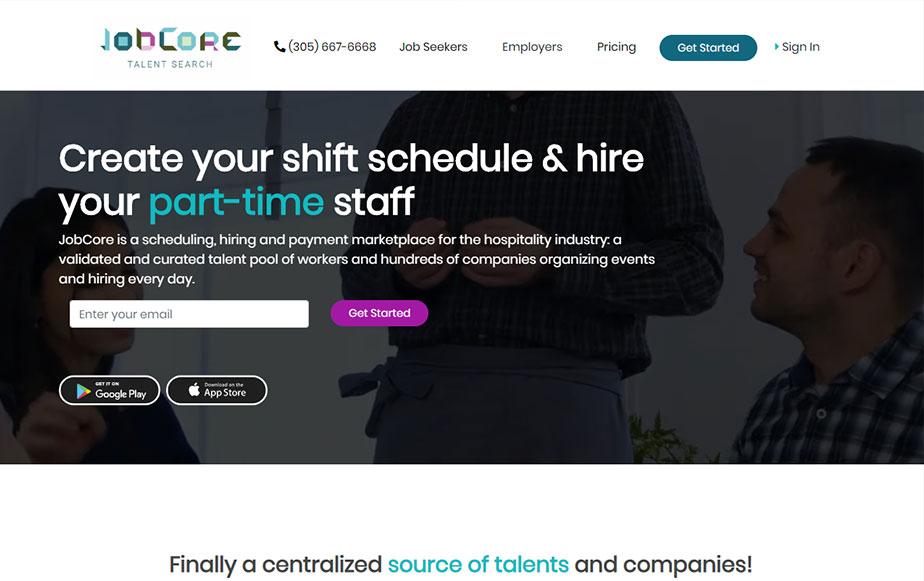 JobCore
TALENT SEARCH
(305) 667-6668
Job Seekers
Employers
Pricing
Get Started
Sign In
Create your shift schedule & hire
your part-time staff
JobCore is a scheduling, hiring and payment marketplace for the hospitality industry: a
validated and curated talent pool of workers and hundreds of companies organizing events
and hiring every day.
Enter your email
Get Started
GET IT ON
Google Play
Download on the
App Store
Finally a centralized source of talents and companies!